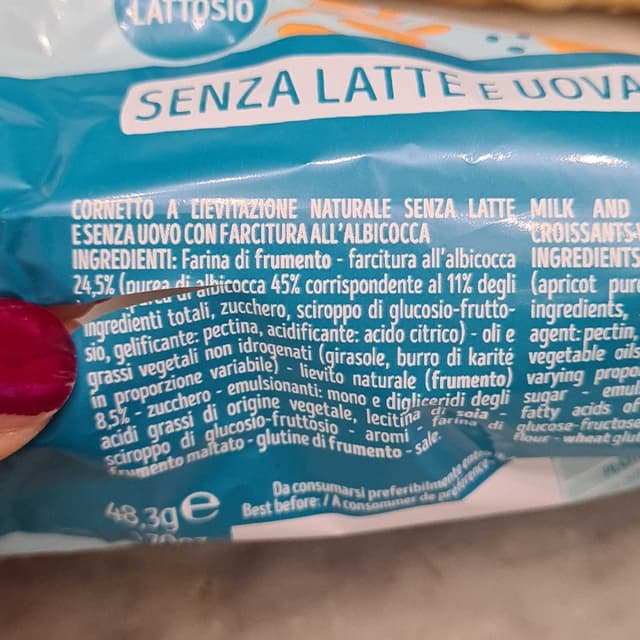 LATTOSIO
SENZA LATTE E UOVA
CORNETTO A LIEVITAZIONE NATURALE SENZA LATTE
E SENZA UOVO CON FARCITURA ALL'ALBICOCCA
INGREDIENTI: Farina di frumento - farcitura all'albicocca
24,5% (purea di albicocca 45% corrispondente al 11% degli
ingredienti totali, zucchero, sciroppo di glucosio-frutto-
sio, gelificante: pectina, acidificante: acido citrico) - oli e
grassi vegetali non idrogenati (girasole, burro di karité
in proporzione variabile) - lievito naturale (frumento)
8,5% - zucchero - emulsionanti: mono e digliceridi degli
acidi grassi di origine vegetale, lecitina di soia -
sciroppo di glucosio-fruttosio - aromi - farina di
frumento maltato - glutine di frumento - sale.
MILK AND
CROISSANTS
INGREDIENTS
(apricot pure
ingredients,
agent: pectin,
vegetable oils
varying propo
sugar - emu
fatty acids o
glucose-fructose
flour - wheat glu
Da consumarsi preferibilmente
Best before: / A consommer de préférence
48,3g e